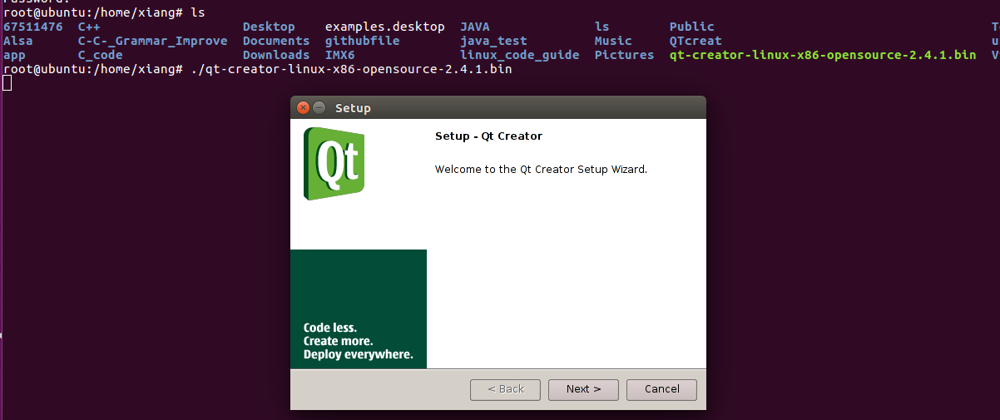 Password:
root@ubuntu:/home/xiang# ls
67511476 C++ Desktop examples.desktop JAVA ls Public
Alsa C-C-_Grammar_Improve Documents githubfile java_test Music QTcreat
app C_code Downloads IMX6 linux_code_guide Pictures qt-creator-linux-x86-opensource-2.4.1.bin V
root@ubuntu:/home/xiang# ./qt-creator-linux-x86-opensource-2.4.1.bin
Setup
Qt
Setup - Qt Creator
Welcome to the Qt Creator Setup Wizard.
Code less.
Create more.
Deploy everywhere.
< Back Next > Cancel